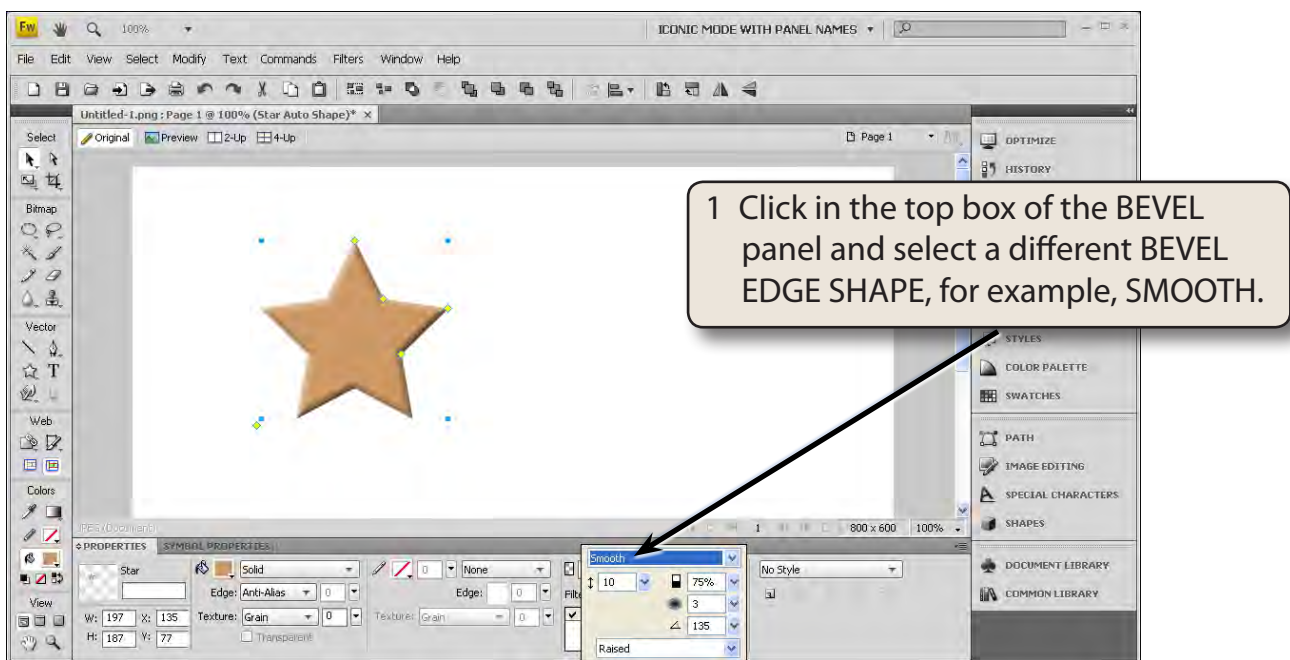 Fw 100% ICONIC MODE WITH PANEL NAMES
File Edit View Select Modify Text Commands Filters Window Help
Untitled-1.png : Page 1 @ 100% (Star Auto Shape)* ×
Select
Original Preview 2-Up 4-Up Page 1
OPTIMIZE
HISTORY
1 Click in the top box of the BEVEL
panel and select a different BEVEL
EDGE SHAPE, for example, SMOOTH.
Bitmap
Vector
T
Web
Colors
View
STYLES
COLOR PALETTE
SWATCHES
PATH
IMAGE EDITING
SPECIAL CHARACTERS
SHAPES
DOCUMENT LIBRARY
COMMON LIBRARY
1 800 x 600 100%
PROPERTIES SYMBOL PROPERTIES
Star Solid 0 None Smooth No Style
Edge: Anti-Alias 0 Edge: 0 10 75%
W: 197 X: 135 Texture: Grain 0 Texture: Grain 0 3
H: 187 Y: 77 Transparent 135
Raised